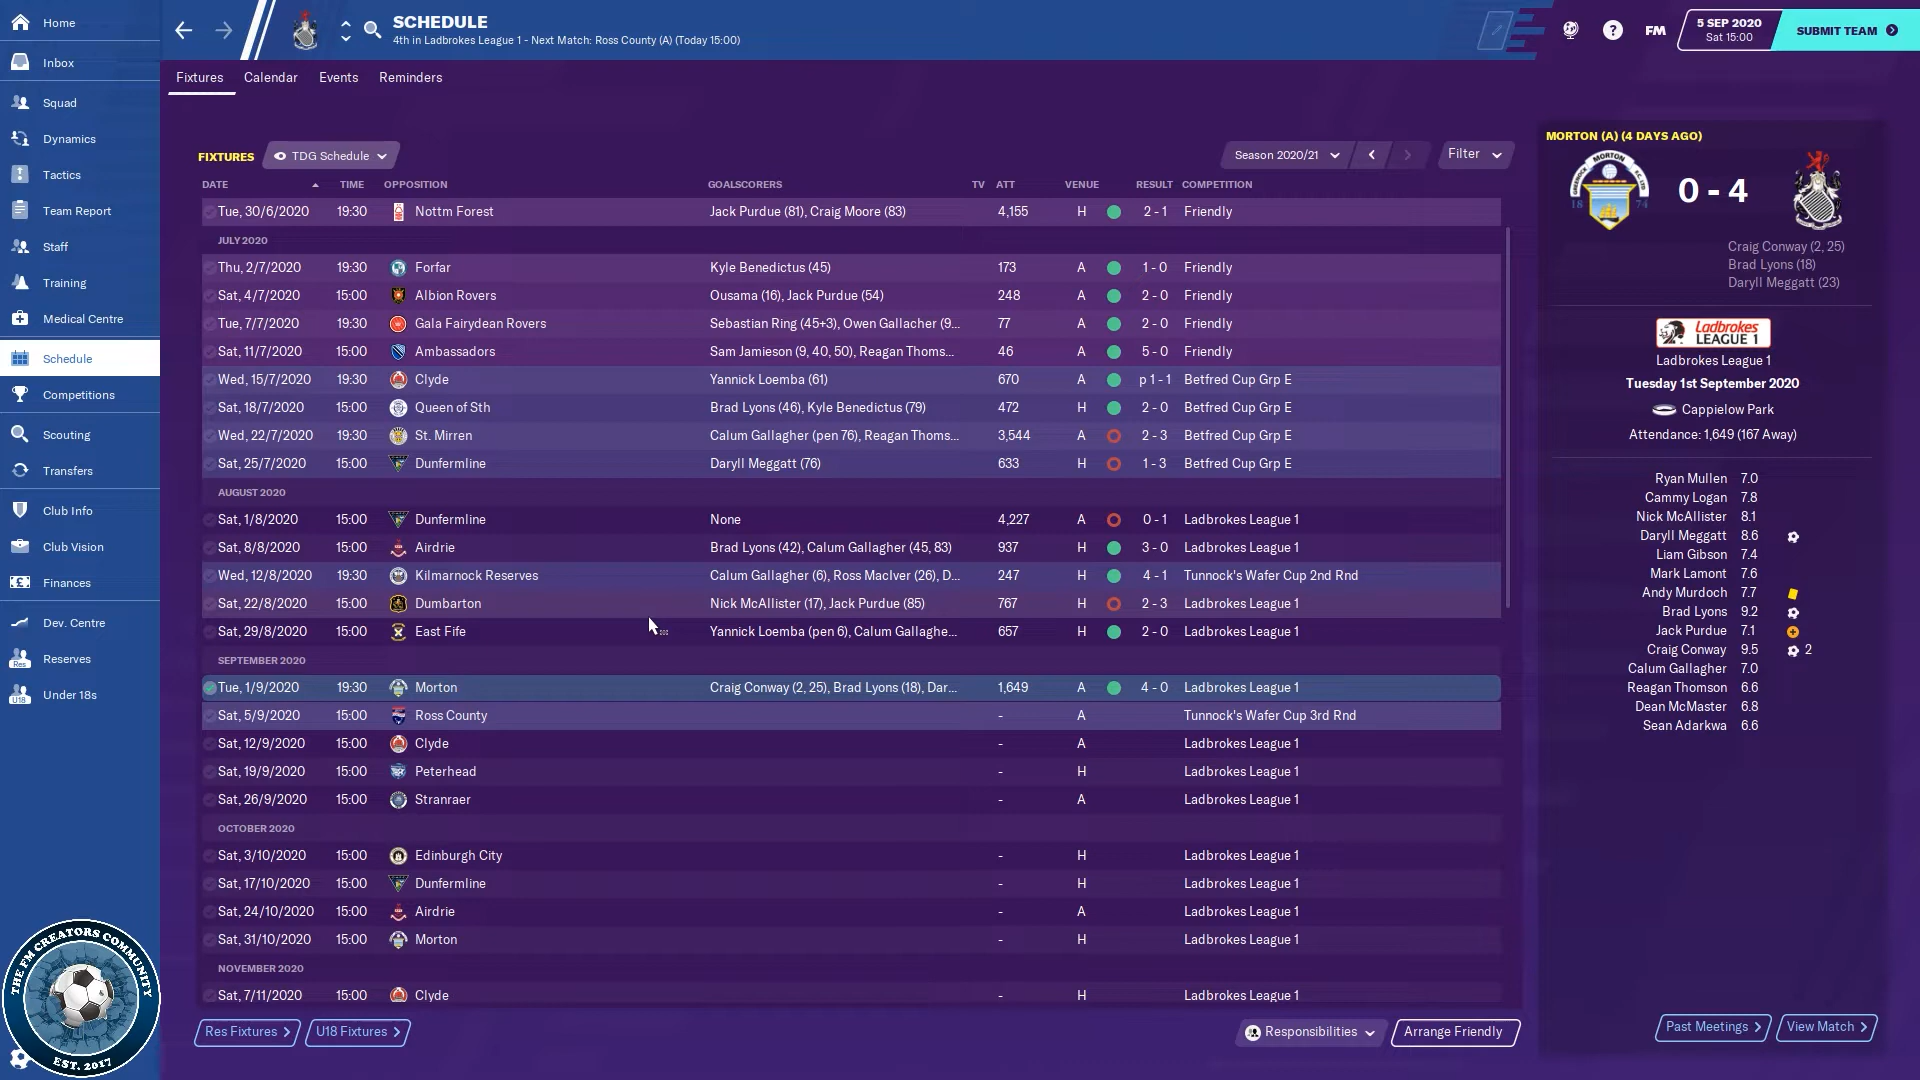 Home
Inbox
Squad
Dynamics
Tactics
Team Report
Staff
Training
Medical Centre
Schedule
Competitions
Scouting
Transfers
Club Info
Club Vision
Finances
Dev. Centre
Res
Reserves
U18
Under 18s
THE FM CREATORS COMMUNITY
EST. 2017
SCHEDULE
4th in Ladbrokes League 1 - Next Match: Ross County (A) (Today 15:00)
FM
5 SEP 2020
Sat 15:00
SUBMIT TEAM
Fixtures Calendar Events Reminders
FIXTURES TDG Schedule Season 2020/21 Filter
DATE TIME OPPOSITION GOALSCORERS TV ATT VENUE RESULT COMPETITION
Tue, 30/6/2020 19:30 Nottm Forest Jack Purdue (81), Craig Moore (83) 4,155 H 2 - 1 Friendly
JULY 2020
Thu, 2/7/2020 19:30 Forfar Kyle Benedictus (45) 173 A 1 - 0 Friendly
Sat, 4/7/2020 15:00 Albion Rovers Ousama (16), Jack Purdue (54) 248 A 2 - 0 Friendly
Tue, 7/7/2020 19:30 Gala Fairydean Rovers Sebastian Ring (45+3), Owen Gallacher (9... 77 A 2 - 0 Friendly
Sat, 11/7/2020 15:00 Ambassadors Sam Jamieson (9, 40, 50), Reagan Thoms... 46 A 5 - 0 Friendly
Wed, 15/7/2020 19:30 Clyde Yannick Loemba (61) 670 A p 1 - 1 Betfred Cup Grp E
Sat, 18/7/2020 15:00 Queen of Sth Brad Lyons (46), Kyle Benedictus (79) 472 H 2 - 0 Betfred Cup Grp E
Wed, 22/7/2020 19:30 St. Mirren Calum Gallagher (pen 76), Reagan Thoms... 3,544 A 2 - 3 Betfred Cup Grp E
Sat, 25/7/2020 15:00 Dunfermline Daryll Meggatt (76) 633 H 1 - 3 Betfred Cup Grp E
AUGUST 2020
Sat, 1/8/2020 15:00 Dunfermline None 4,227 A 0 - 1 Ladbrokes League 1
Sat, 8/8/2020 15:00 Airdrie Brad Lyons (42), Calum Gallagher (45, 83) 937 H 3 - 0 Ladbrokes League 1
Wed, 12/8/2020 19:30 Kilmarnock Reserves Calum Gallagher (6), Ross MacIver (26), D... 247 H 4 - 1 Tunnock's Wafer Cup 2nd Rnd
Sat, 22/8/2020 15:00 Dumbarton Nick McAllister (17), Jack Purdue (85) 767 H 2 - 3 Ladbrokes League 1
Sat, 29/8/2020 15:00 East Fife Yannick Loemba (pen 6), Calum Gallaghe... 657 H 2 - 0 Ladbrokes League 1
SEPTEMBER 2020
Tue, 1/9/2020 19:30 Morton Craig Conway (2, 25), Brad Lyons (18), Dar... 1,649 A 4 - 0 Ladbrokes League 1
Sat, 5/9/2020 15:00 Ross County - A Tunnock's Wafer Cup 3rd Rnd
Sat, 12/9/2020 15:00 Clyde - A Ladbrokes League 1
Sat, 19/9/2020 15:00 Peterhead - H Ladbrokes League 1
Sat, 26/9/2020 15:00 Stranraer - A Ladbrokes League 1
OCTOBER 2020
Sat, 3/10/2020 15:00 Edinburgh City - H Ladbrokes League 1
Sat, 17/10/2020 15:00 Dunfermline - H Ladbrokes League 1
Sat, 24/10/2020 15:00 Airdrie - A Ladbrokes League 1
Sat, 31/10/2020 15:00 Morton - H Ladbrokes League 1
NOVEMBER 2020
Sat, 7/11/2020 15:00 Clyde - H Ladbrokes League 1
Res Fixtures U18 Fixtures Responsibilities Arrange Friendly
MORTON (A) (4 DAYS AGO)
GREENOCK MORTON F.C. LTD
18 74
0 - 4
Craig Conway (2, 25)
Brad Lyons (18)
Daryll Meggatt (23)
Ladbrokes
LEAGUE 1
Ladbrokes League 1
Tuesday 1st September 2020
Cappielow Park
Attendance: 1,649 (167 Away)
Ryan Mullen 7.0
Cammy Logan 7.8
Nick McAllister 8.1
Daryll Meggatt 8.6
Liam Gibson 7.4
Mark Lamont 7.6
Andy Murdoch 7.7
Brad Lyons 9.2
Jack Purdue 7.1
Craig Conway 9.5 2
Calum Gallagher 7.0
Reagan Thomson 6.6
Dean McMaster 6.8
Sean Adarkwa 6.6
Past Meetings View Match